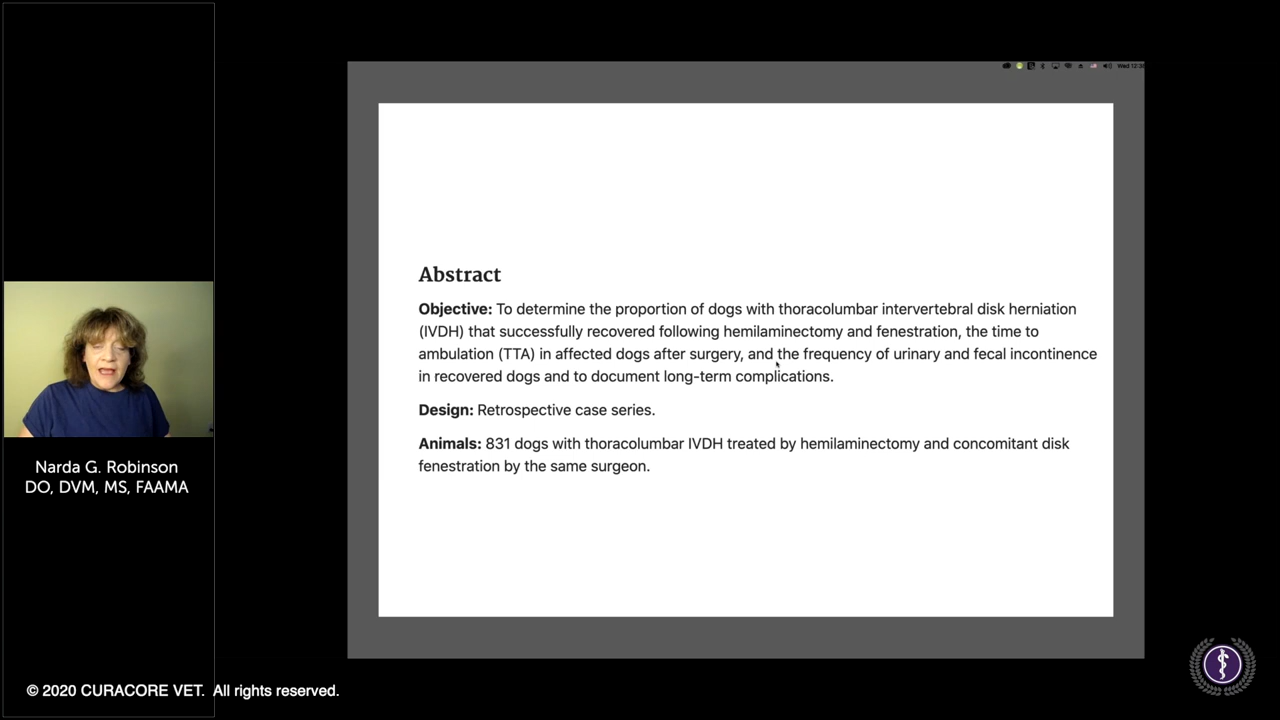 Wed 12:3
Abstract
Objective: To determine the proportion of dogs with thoracolumbar intervertebral disk herniation
(IVDH) that successfully recovered following hemilaminectomy and fenestration, the time to
ambulation (TTA) in affected dogs after surgery, and the frequency of urinary and fecal incontinence
in recovered dogs and to document long-term complications.
Design: Retrospective case series.
Animals: 831 dogs with thoracolumbar IVDH treated by hemilaminectomy and concomitant disk
fenestration by the same surgeon.
Narda G. Robinson
DO, DVM, MS, FAAMA
© 2020 CURACORE VET. All rights reserved.